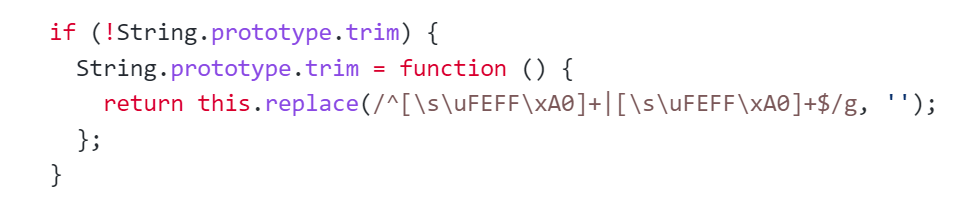 if (!String.prototype.trim) {
  String.prototype.trim = function () {
    return this.replace(/^[\s\uFEFF\xA0]+|[\s\uFEFF\xA0]+$/g, '');
  };
}